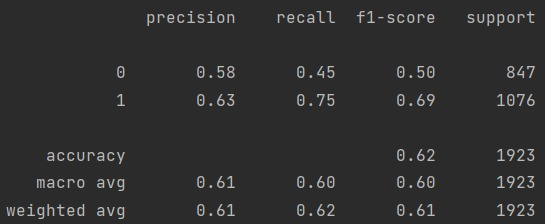 precision recall f1-score support
0 0.58 0.45 0.50 847
1 0.63 0.75 0.69 1076
accuracy 0.62 1923
macro avg 0.61 0.60 0.60 1923
weighted avg 0.61 0.62 0.61 1923